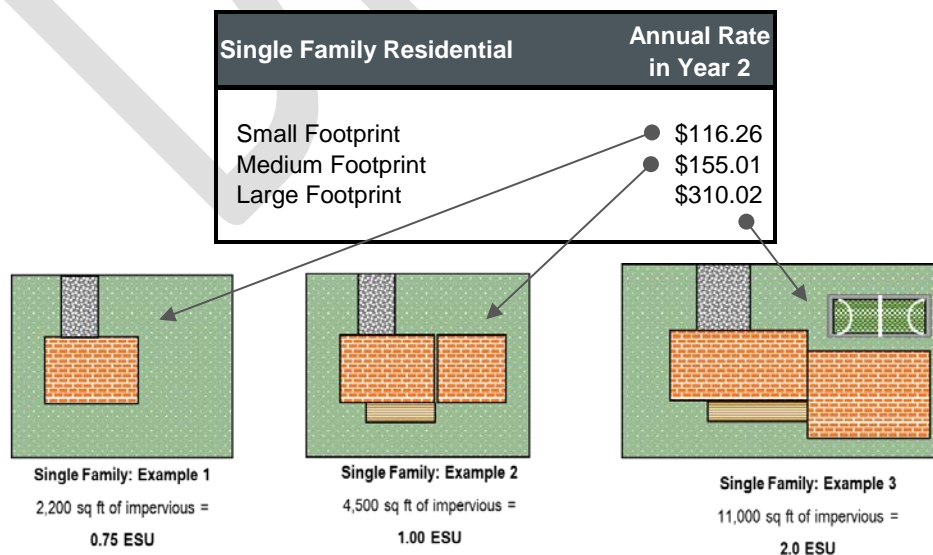 Single Family Residential Annual Rate in Year 2
Small Footprint $116.26
Medium Footprint $155.01
Large Footprint $310.02
Single Family: Example 1
2,200 sq ft of impervious =
0.75 ESU
Single Family: Example 2
4,500 sq ft of impervious =
1.00 ESU
Single Family: Example 3
11,000 sq ft of impervious =
2.0 ESU